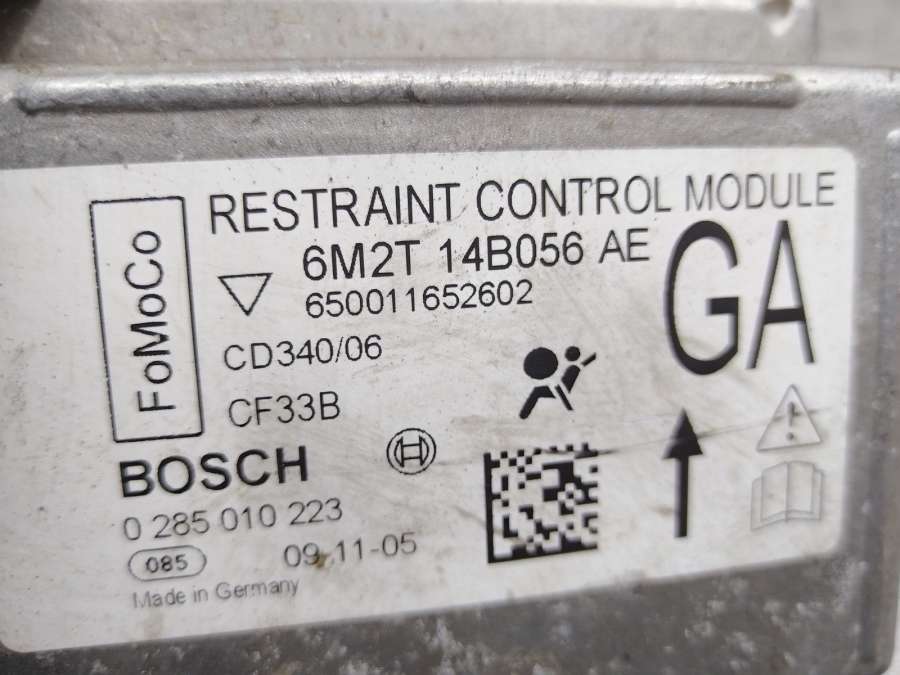 FoMoCo
RESTRAINT CONTROL MODULE
6M2T 14B056 AE
GA
650011652602
CD340/06
CF33B
BOSCH
0 285 010 223
085
09.11-05
Made in Germany